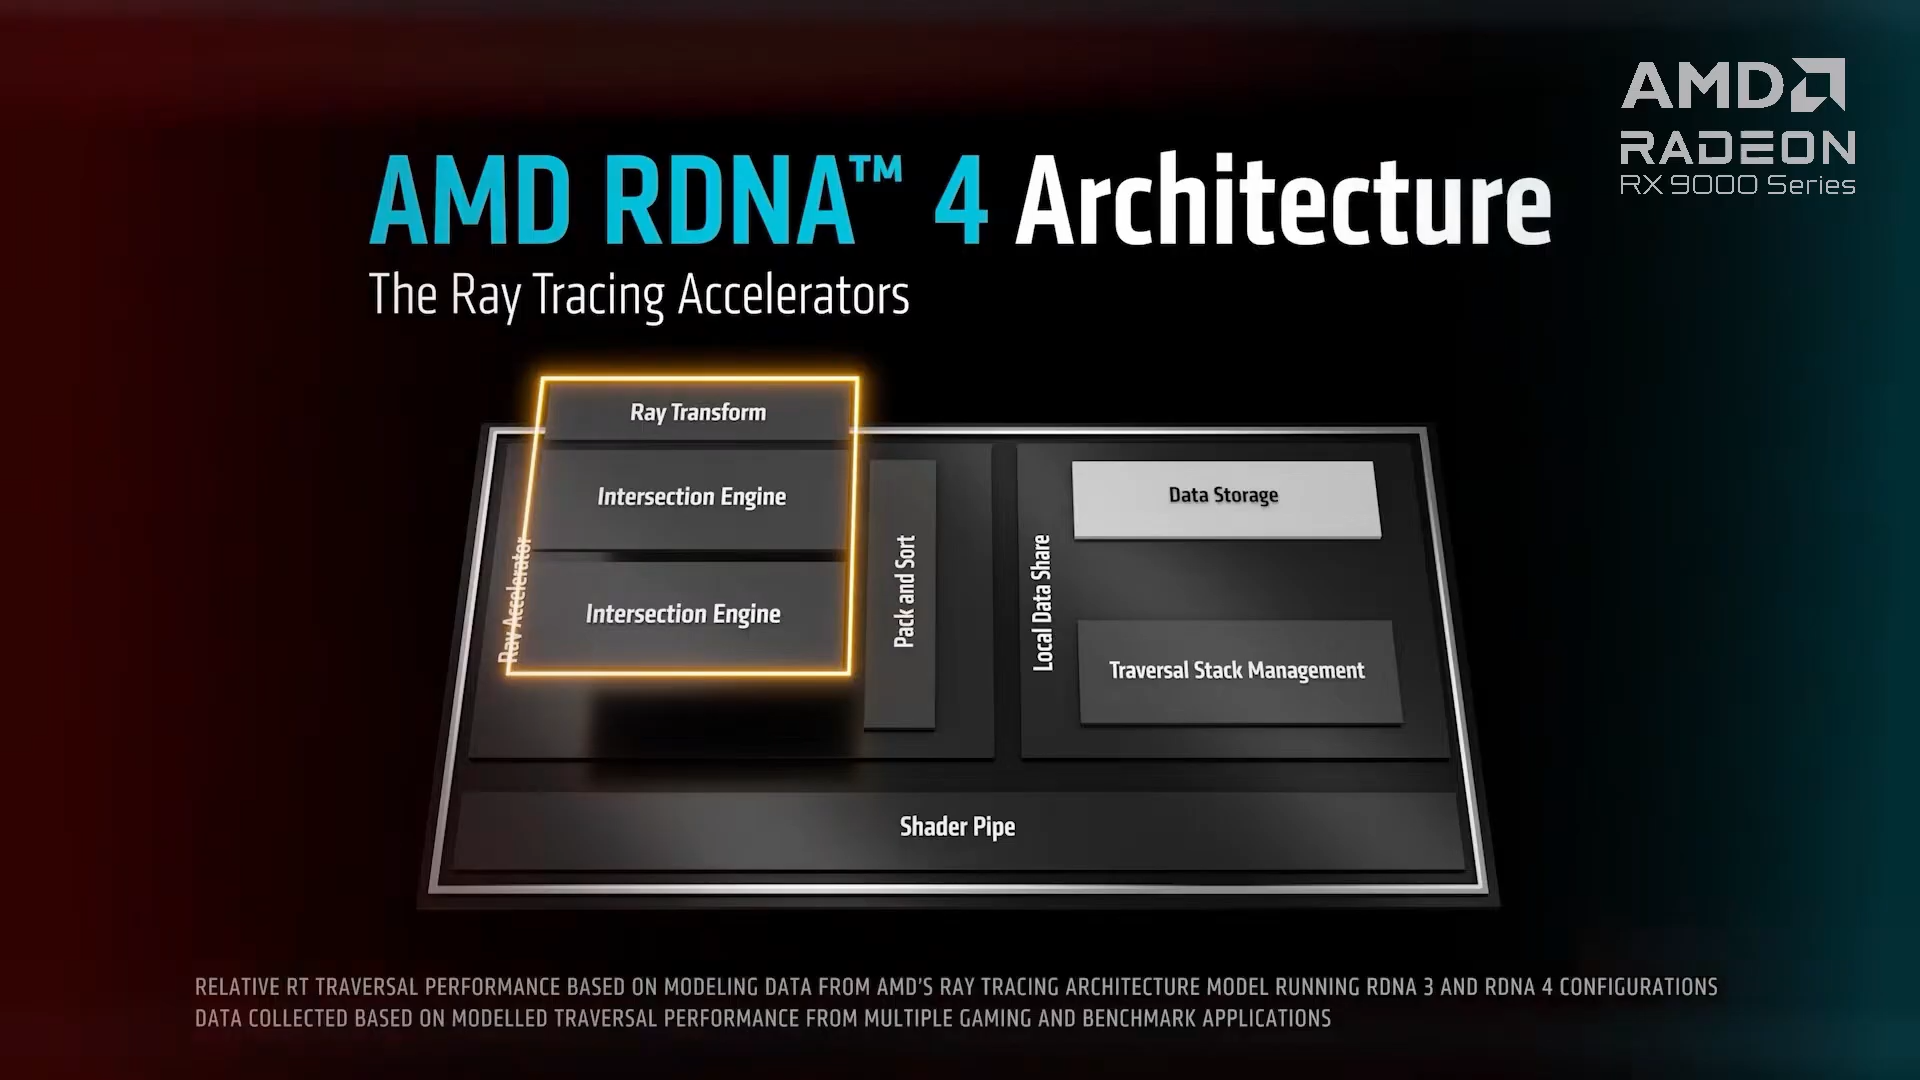 AMD
RADEON
RX 9000 Series
AMD RDNA™ 4 Architecture
The Ray Tracing Accelerators
Ray Transform
Intersection Engine
Intersection Engine
Ray Accelerator
Pack and Sort
Local Data Share
Data Storage
Traversal Stack Management
Shader Pipe
RELATIVE RT TRAVERSAL PERFORMANCE BASED ON MODELING DATA FROM AMD'S RAY TRACING ARCHITECTURE MODEL RUNNING RDNA 3 AND RDNA 4 CONFIGURATIONS
DATA COLLECTED BASED ON MODELLED TRAVERSAL PERFORMANCE FROM MULTIPLE GAMING AND BENCHMARK APPLICATIONS